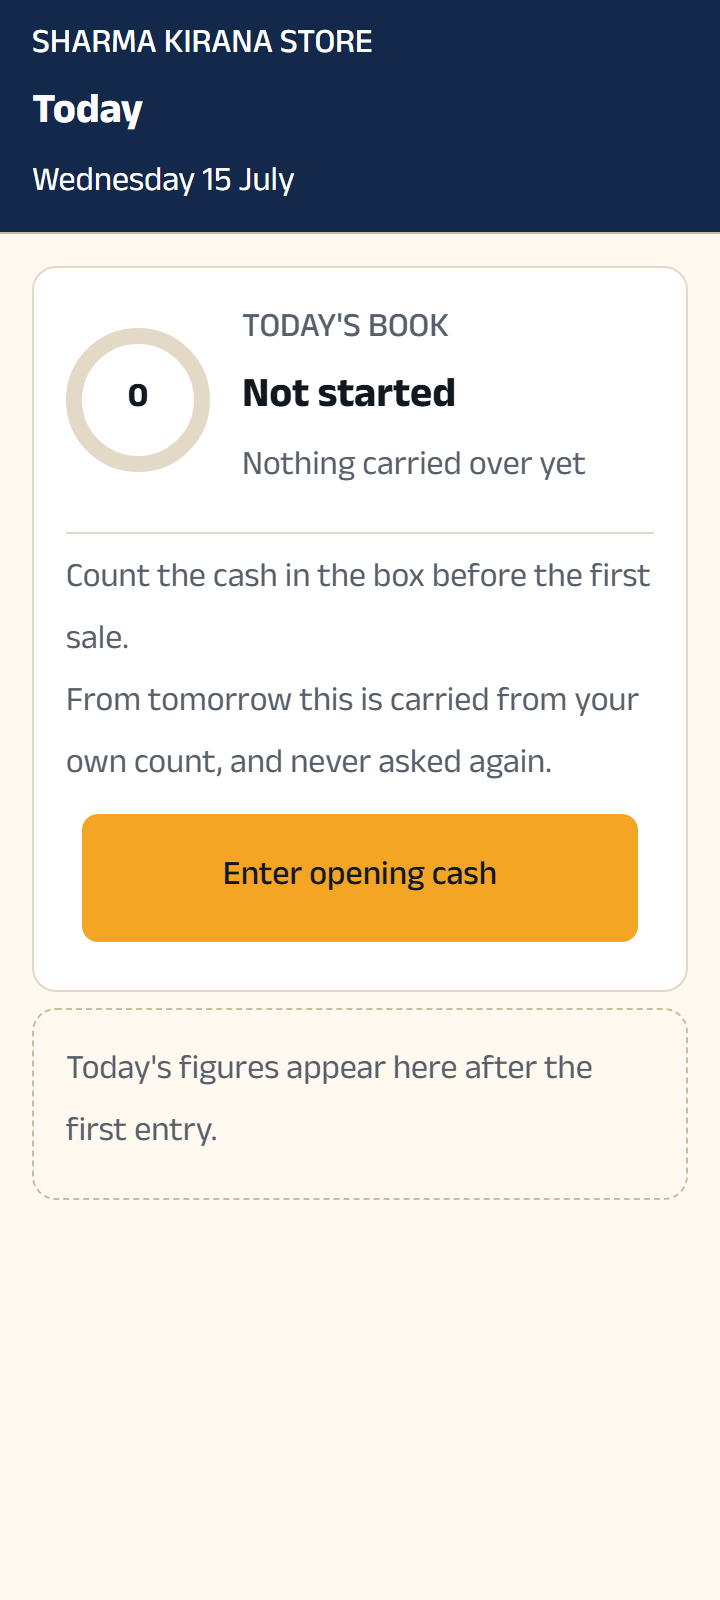 SHARMA KIRANA STORE
Today
Wednesday 15 July
TODAY'S BOOK
0
Not started
Nothing carried over yet
Count the cash in the box before the first
sale.
From tomorrow this is carried from your
own count, and never asked again.
Enter opening cash
Today's figures appear here after the
first entry.